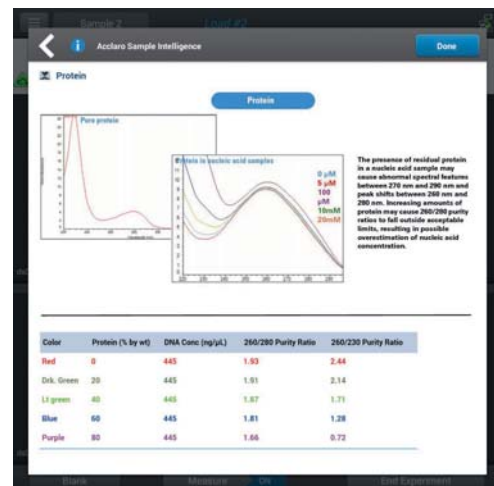 Sample 2
Load #2
Acclaro Sample Intelligence
Done
Protein
Protein
Pure protein
Protein in nucleic acid samples
0 µM
5 µM
100
µM
10mM
20mM
The presence of residual protein
in a nucleic acid sample may
cause abnormal spectral features
between 270 nm and 290 nm and
peak shifts between 260 nm and
280 nm. Increasing amounts of
protein may cause 260/280 purity
ratios to fall outside acceptable
limits, resulting in possible
overestimation of nucleic acid
concentration.
Color Protein (% by wt) DNA Conc (ng/µL) 260/280 Purity Ratio 260/230 Purity Ratio
Red 0 445 1.93 2.44
Drk. Green 20 445 1.91 2.14
Lt green 40 445 1.87 1.71
Blue 60 445 1.81 1.28
Purple 80 445 1.66 0.72
Blank Measure ON End Experiment